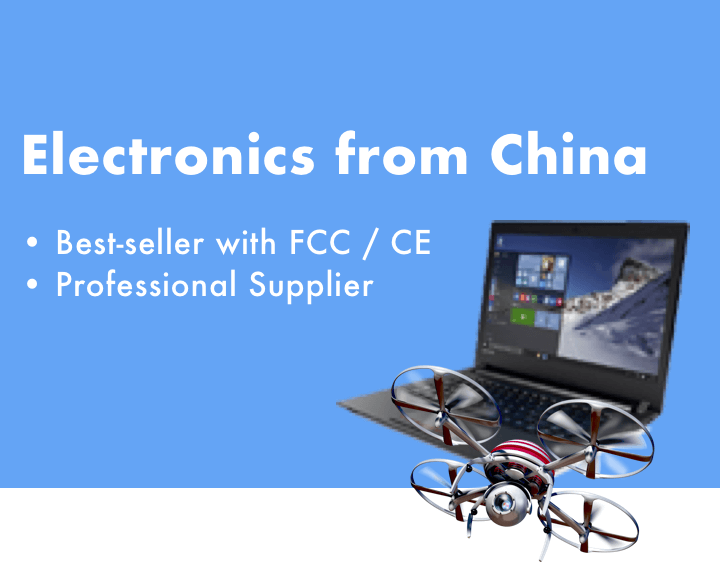 Electronics from China
• Best-seller with FCC / CE
• Professional Supplier